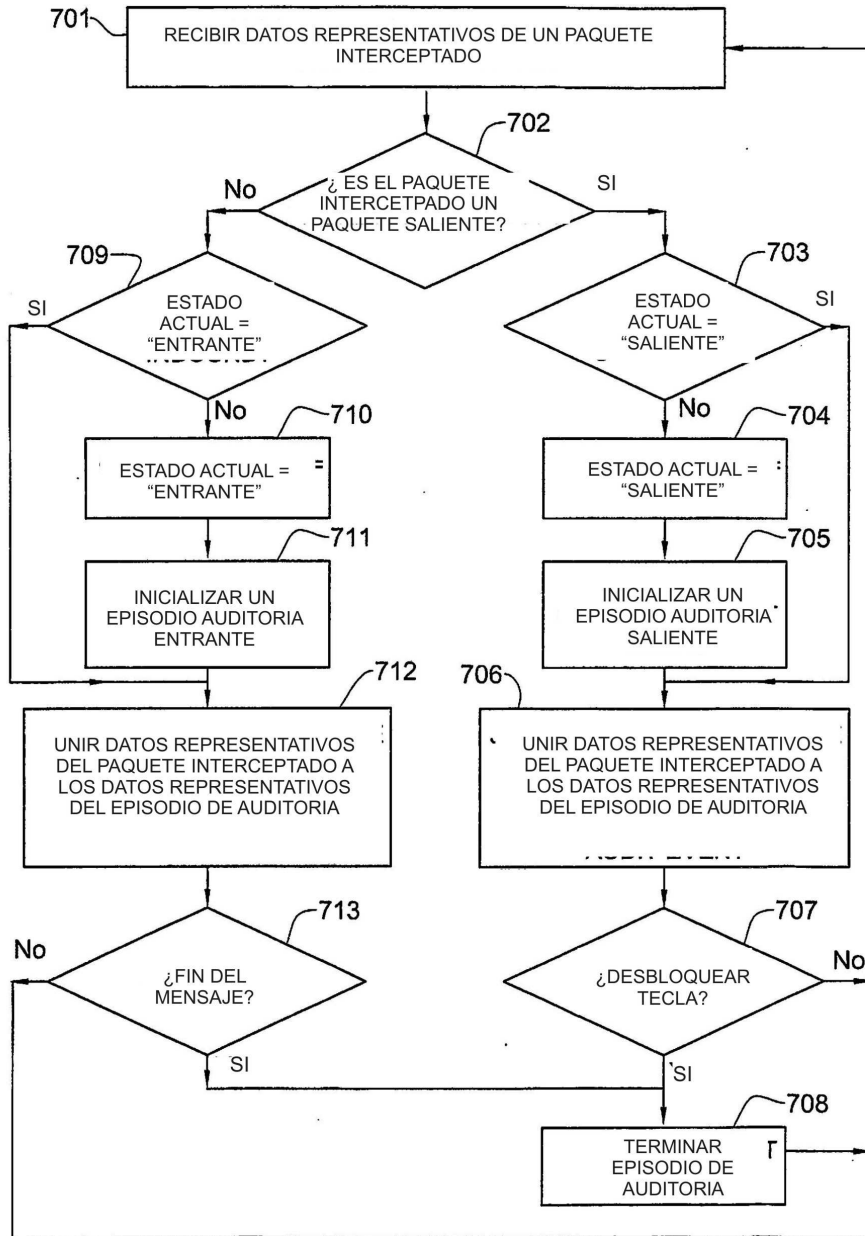 701
RECIBIR DATOS REPRESENTATIVOS DE UN PAQUETE
INTERCEPTADO
702
No
¿ ES EL PAQUETE
INTERCETPADO UN
PAQUETE SALIENTE?
SI
709
703
SI
ESTADO
ACTUAL =
“ENTRANTE”
ESTADO
ACTUAL =
“SALIENTE”
SI
No
No
710
704
ESTADO ACTUAL =
“ENTRANTE”
=
ESTADO ACTUAL =
“SALIENTE”
:
711
705
INICIALIZAR UN
EPISODIO AUDITORIA
ENTRANTE
INICIALIZAR UN
EPISODIO AUDITORIA
SALIENTE
712
706
UNIR DATOS REPRESENTATIVOS
DEL PAQUETE INTERCEPTADO A
LOS DATOS REPRESENTATIVOS
DEL EPISODIO DE AUDITORIA
UNIR DATOS REPRESENTATIVOS
DEL PAQUETE INTERCEPTADO A
LOS DATOS REPRESENTATIVOS
DEL EPISODIO DE AUDITORIA
713
707
No
¿FIN DEL
MENSAJE?
¿DESBLOQUEAR
TECLA?
No
SI
SI
708
TERMINAR
EPISODIO DE
AUDITORIA